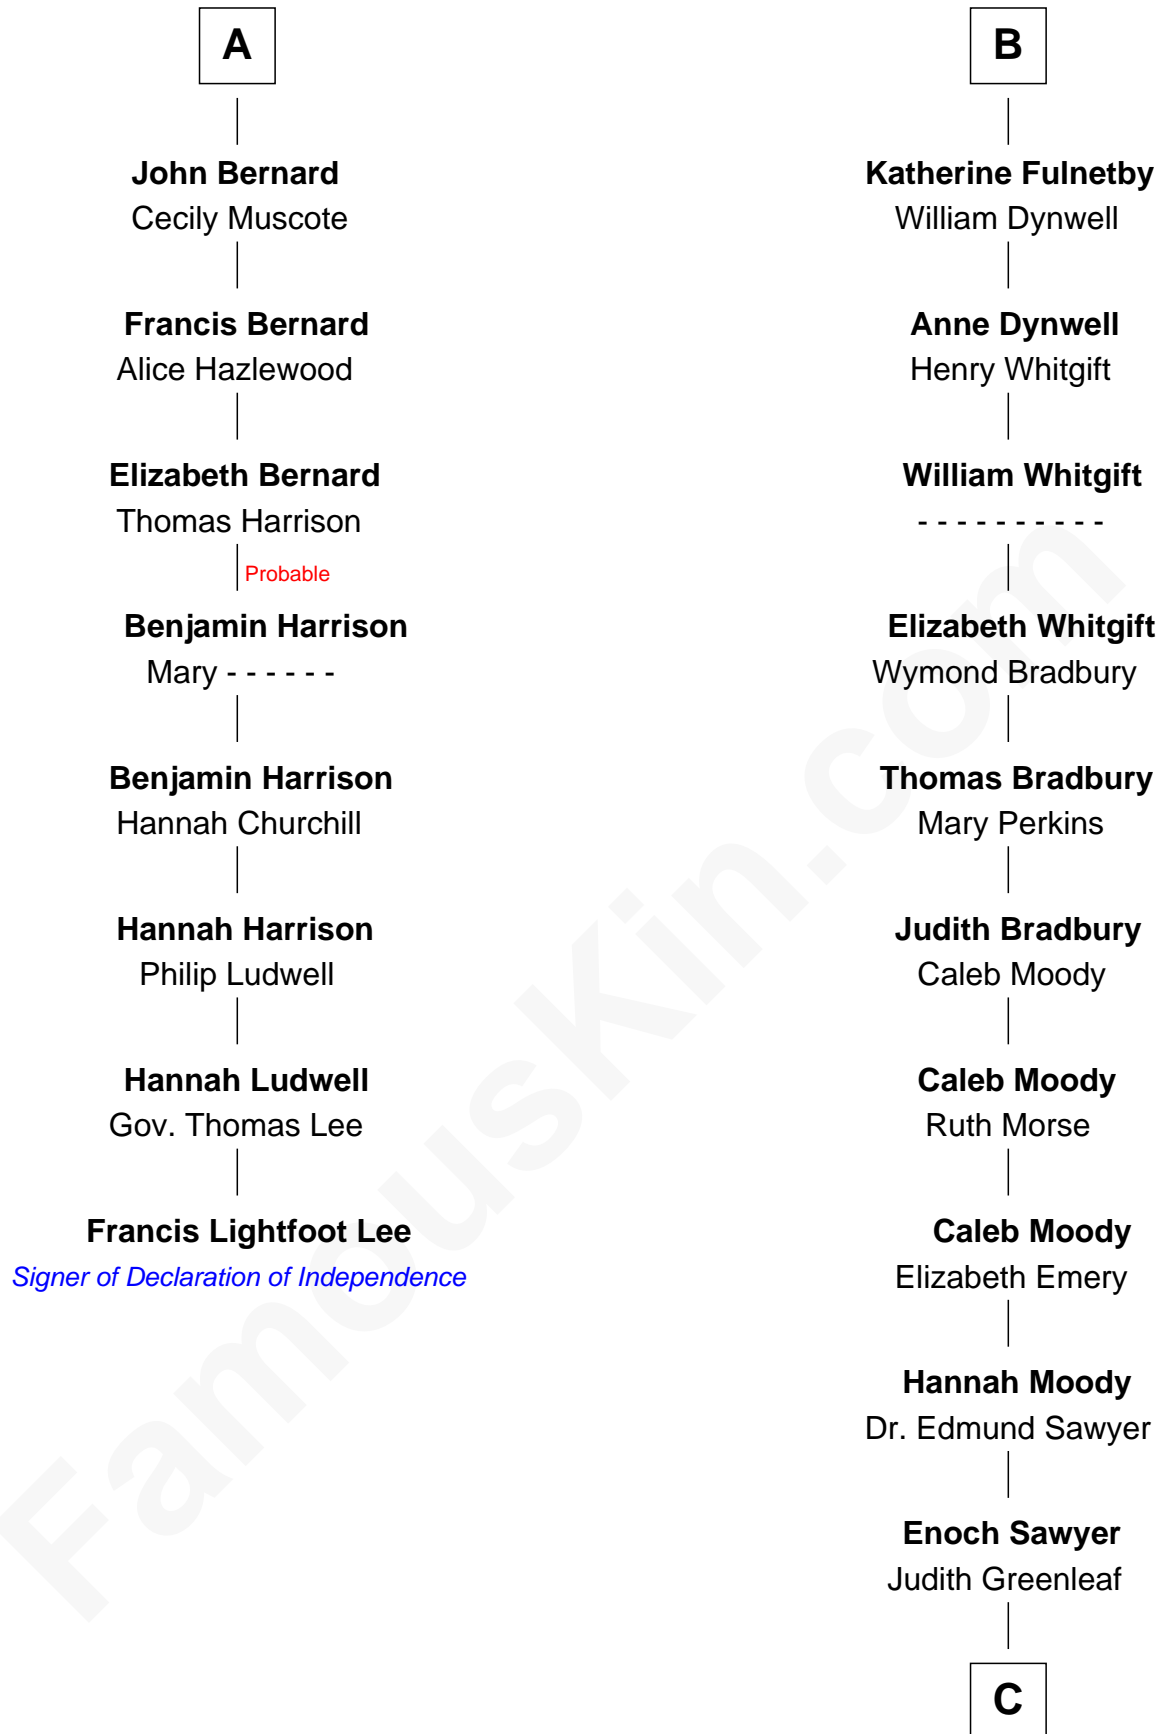 A
John Bernard
Cecily Muscote
Francis Bernard
Alice Hazlewood
Elizabeth Bernard
Thomas Harrison
Probable
Benjamin Harrison
Mary - - - - - -
Benjamin Harrison
Hannah Churchill
Hannah Harrison
Philip Ludwell
Hannah Ludwell
Gov. Thomas Lee
Francis Lightfoot Lee
Signer of Declaration of Independence
B
Katherine Fulnetby
William Dynwell
Anne Dynwell
Henry Whitgift
William Whitgift
- - - - - - - - - -
Elizabeth Whitgift
Wymond Bradbury
Thomas Bradbury
Mary Perkins
Judith Bradbury
Caleb Moody
Caleb Moody
Ruth Morse
Caleb Moody
Elizabeth Emery
Hannah Moody
Dr. Edmund Sawyer
Enoch Sawyer
Judith Greenleaf
C
FamousKin.com